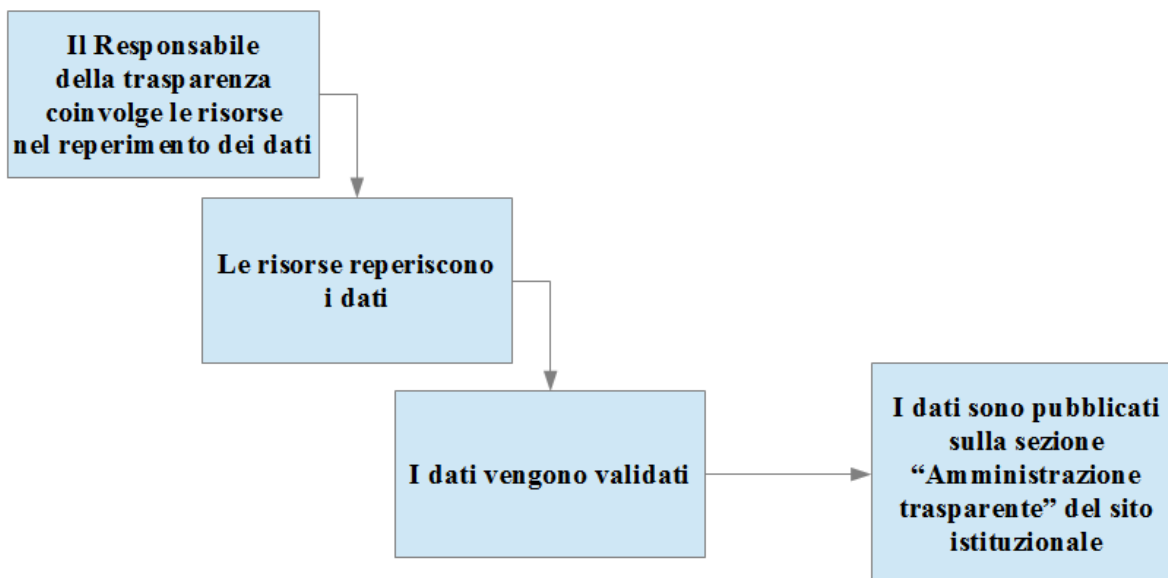 Il Responsabile
della trasparenza
coinvolge le risorse
nel reperimento dei dati
Le risorse reperiscono
i dati
I dati vengono validati
I dati sono pubblicati
sulla sezione
“Amministrazione
trasparente” del sito
istituzionale